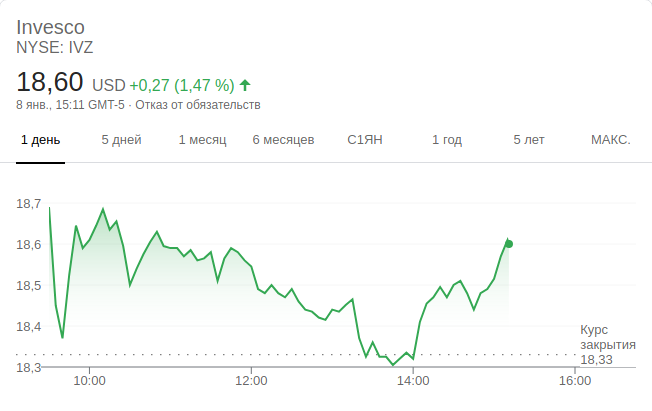 Invesco
NYSE: IVZ
18,60 USD +0,27 (1,47 %)
8 янв., 15:11 GMT-5 · Отказ от обязательств
1 день 5 дней 1 месяц 6 месяцев С1ЯН 1 год 5 лет МАКС.
18,7
18,6
18,5
18,4
18,3
Курс
закрытия
18,33
10:00 12:00 14:00 16:00